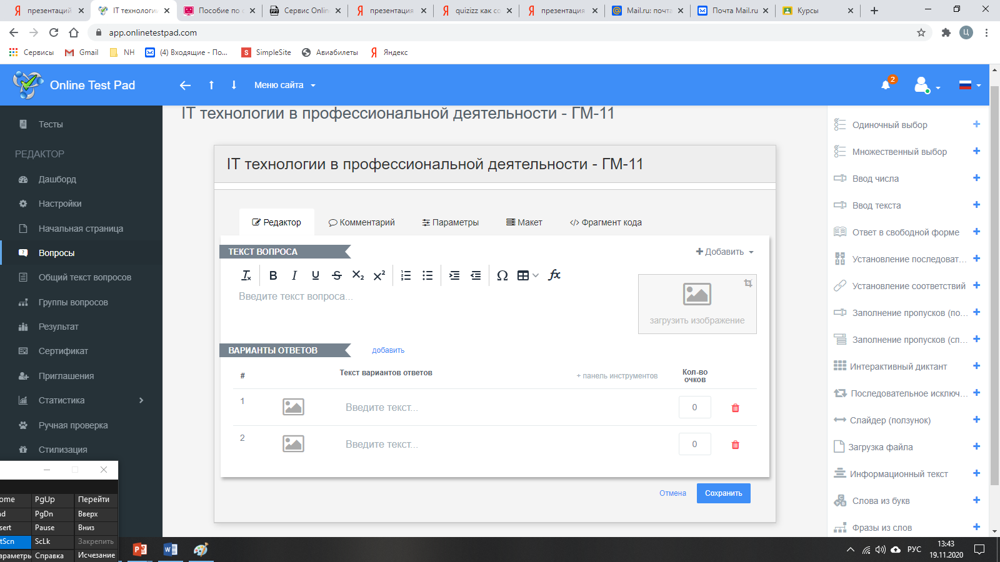 презентаций
IT технологии
Пособие по с
Сервис Onlin
презентация
quizizz как со
презентация
Mail.ru: почта
Почта Mail.ru
Курсы
app.onlinetestpad.com
Ц
Сервисы
Gmail
NH
(4) Входящие - По...
SimpleSite
Авиабилеты
Яндекс
Online Test Pad
Меню сайта
2
IT технологии в профессиональной деятельности - ГМ-11
Тесты
РЕДАКТОР
Дашборд
Настройки
Начальная страница
Вопросы
Общий текст вопросов
Группы вопросов
Результат
Сертификат
Приглашения
Статистика
Ручная проверка
Стилизация
IT технологии в профессиональной деятельности - ГМ-11
Редактор
Комментарий
Параметры
Макет
</> Фрагмент кода
ТЕКСТ ВОПРОСА
+ Добавить
Введите текст вопроса...
загрузить изображение
ВАРИАНТЫ ОТВЕТОВ
добавить
#
Текст вариантов ответов
+ панель инструментов
Кол-во
очков
1
Введите текст...
0
2
Введите текст...
0
Отмена
Сохранить
Одиночный выбор
Множественный выбор
Ввод числа
Ввод текста
Ответ в свободной форме
Установление последоват...
Установление соответствий
Заполнение пропусков (по...
Заполнение пропусков (сп...
Интерактивный диктант
Последовательное исключ...
Слайдер (ползунок)
Загрузка файла
Информационный текст
Слова из букв
Фразы из слов
ome PgUp Перейти
nd PgDn Вверх
sert Pause Вниз
tScn ScLk Закрепить
араметры Справка Исчезание
РУС
13:43
19.11.2020